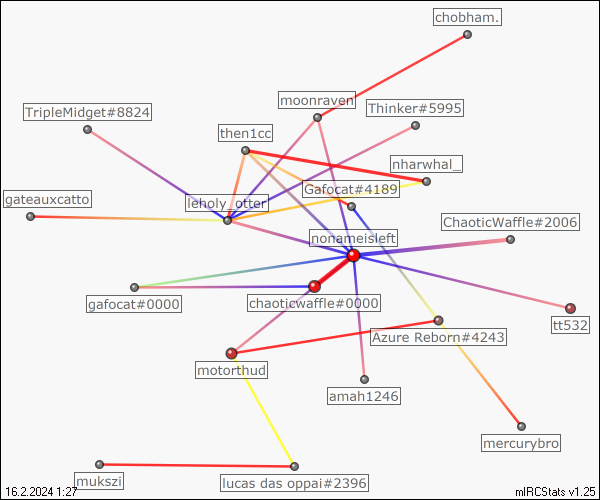 chobham.
moonraven
Thinker#5995
TripleMidget#8824
then1cc
nharwhal_
Gafocat#4189
gateauxcatto
leholy_otter
ChaoticWaffle#2006
nonameisleft
gafocat#0000
chaoticwaffle#0000
tt532
Azure Reborn#4243
motorthud
amah1246
mercurybro
mukszi
lucas das oppai#2396
16.2.2024 1:27
mIRCStats v1.25